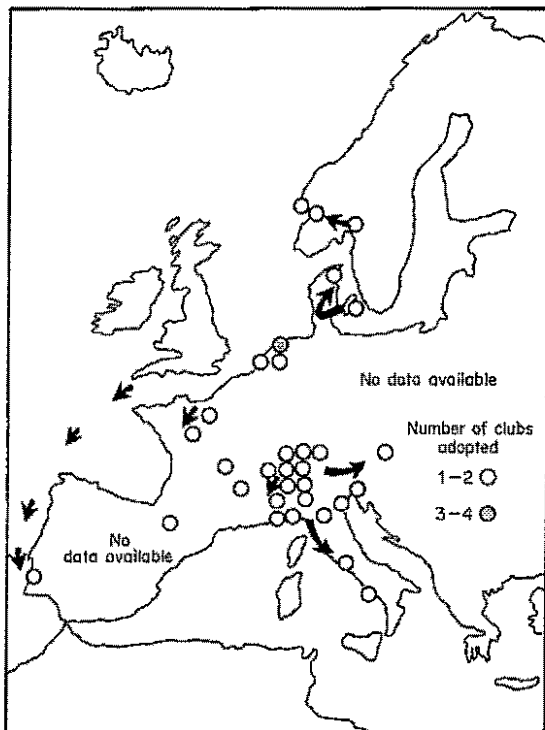 No data available
Number of clubs
adopted
1-2
3-4
No
data available